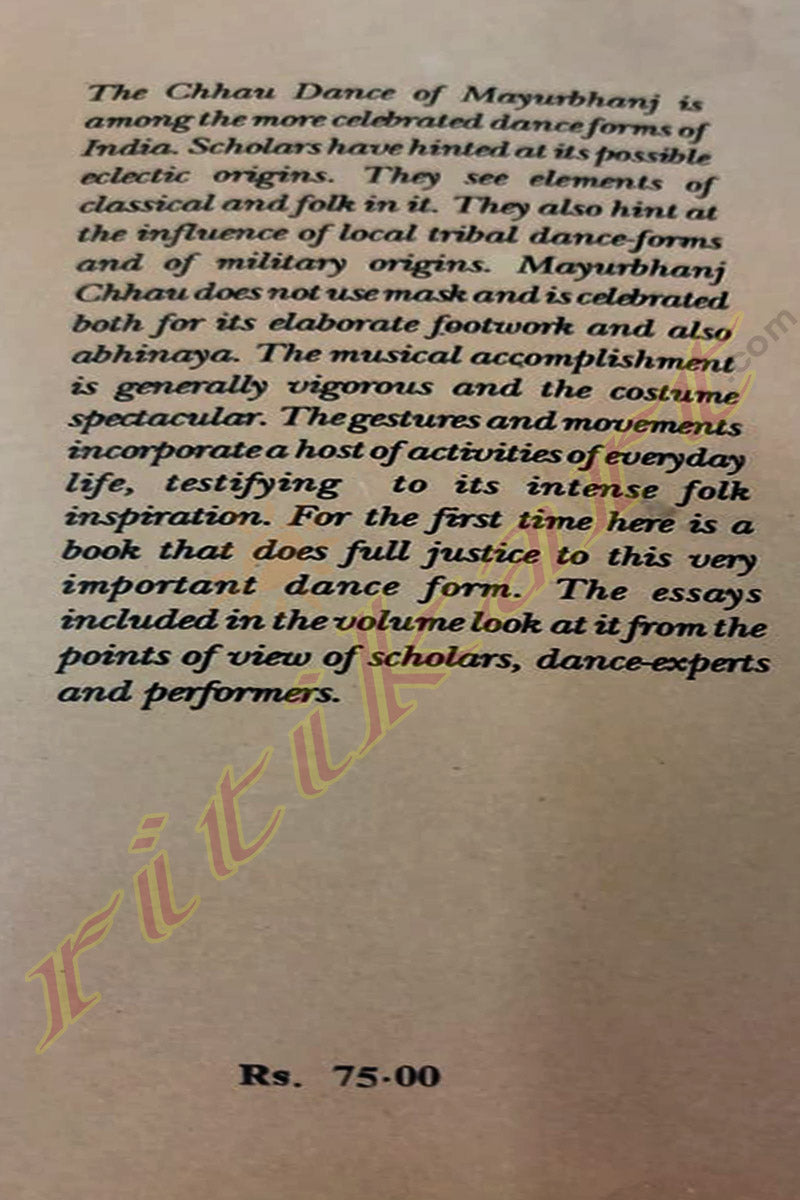 The Chhau Dance of Mayurbhanj is
among the more celebrated dance forms of
India. Scholars have hinted at its possible
eclectic origins. They see elements of
classical and folk in it. They also hint at
the influence of local tribal dance-forms
and of military origins. Mayurbhanj
Chhau does not use mask and is celebrated
both for its elaborate footwork and also
abhinaya. The musical accomplishment
is generally vigorous and the costume
spectacular. The gestures and movements
incorporate a host of activities of everyday
life, testifying to its intense folk
inspiration. For the first time here is a
book that does full justice to this very
important dance form. The essays
included in the volume look at it from the
points of view of scholars, dance-experts
and performers.
ritikart.com
Rs. 75.00